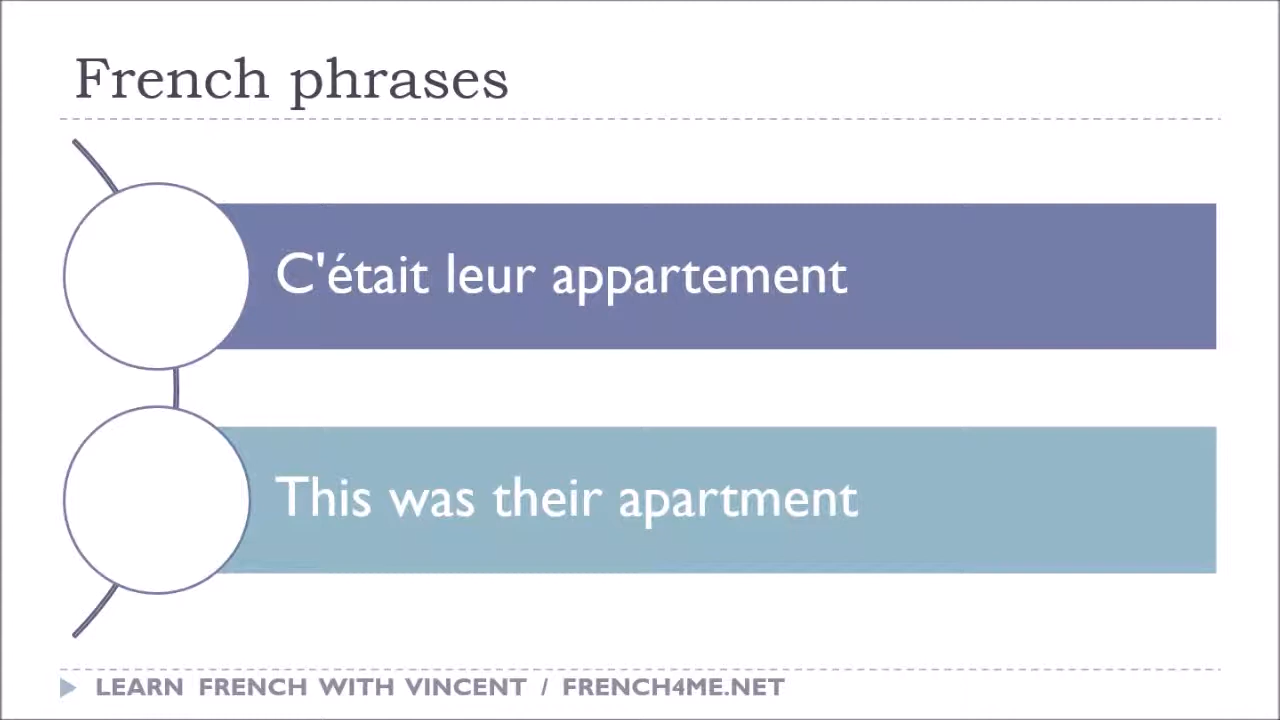 French phrases
C'était leur appartement
This was their apartment
LEARN FRENCH WITH VINCENT / FRENCH4ME.NET